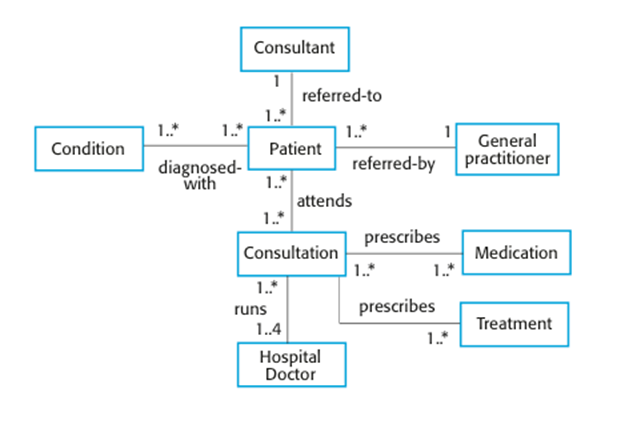 Consultant
1
referred-to
1..*
1..*
1..*
1..*
1
Condition
Patient
General
practitioner
diagnosed-
with
referred-by
1..*
attends
1..*
prescribes
Consultation
Medication
1..*
1..*
1..*
runs
prescribes
1..4
Treatment
1..*
Hospital
Doctor